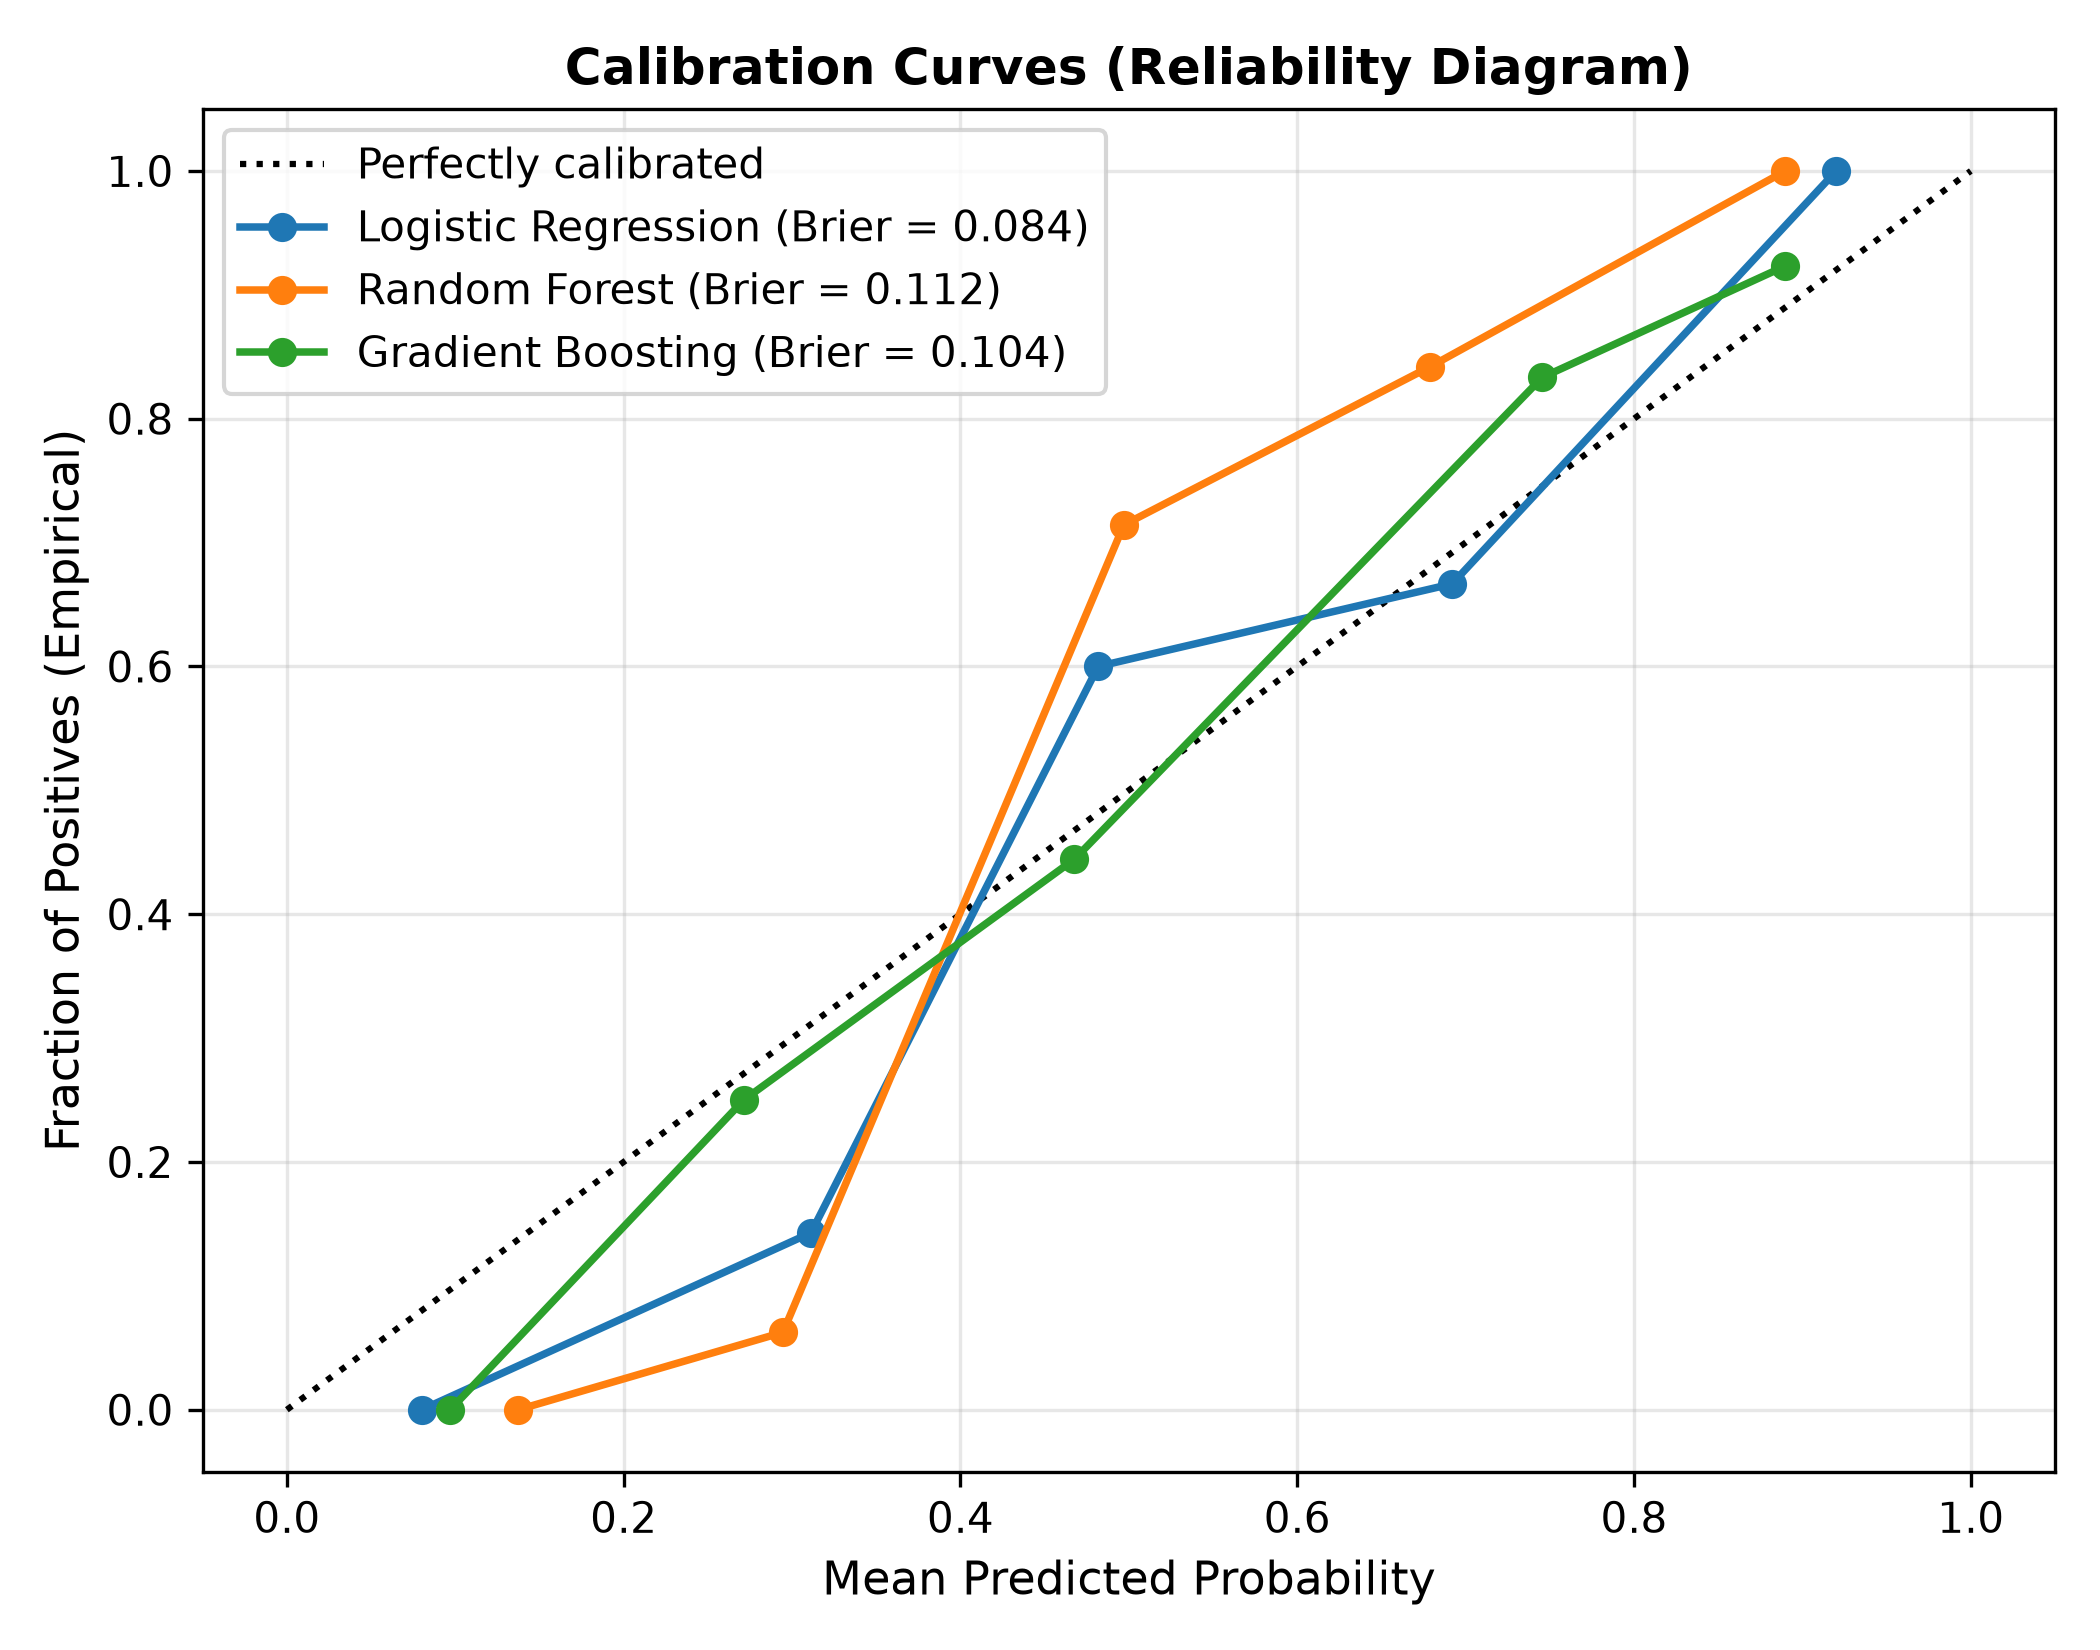 Calibration Curves (Reliability Diagram)
Perfectly calibrated
Logistic Regression (Brier = 0.084)
Random Forest (Brier = 0.112)
Gradient Boosting (Brier = 0.104)
Fraction of Positives (Empirical)
1.0
0.8
0.6
0.4
0.2
0.0
0.0 0.2 0.4 0.6 0.8 1.0
Mean Predicted Probability